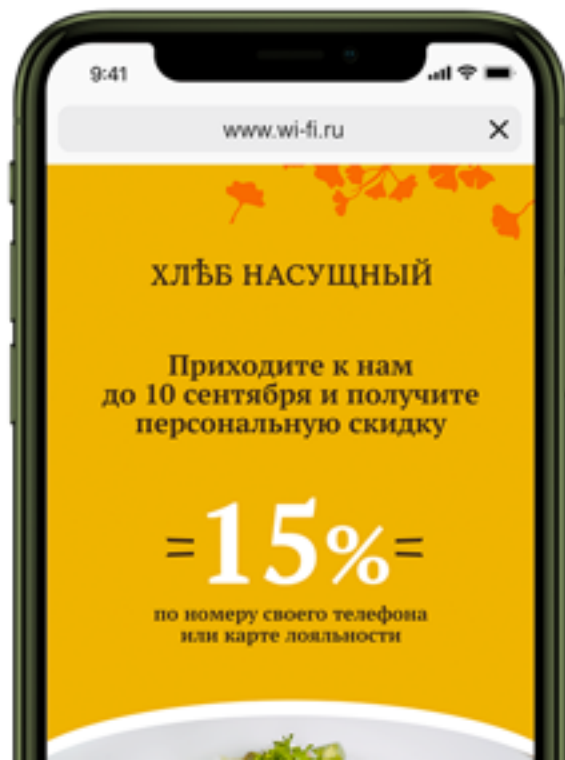 9:41
www.wi-fi.ru
ХЛѢБ НАСУЩНЫЙ
Приходите к нам
до 10 сентября и получите
персональную скидку
=15%=
по номеру своего телефона
или карте лояльности